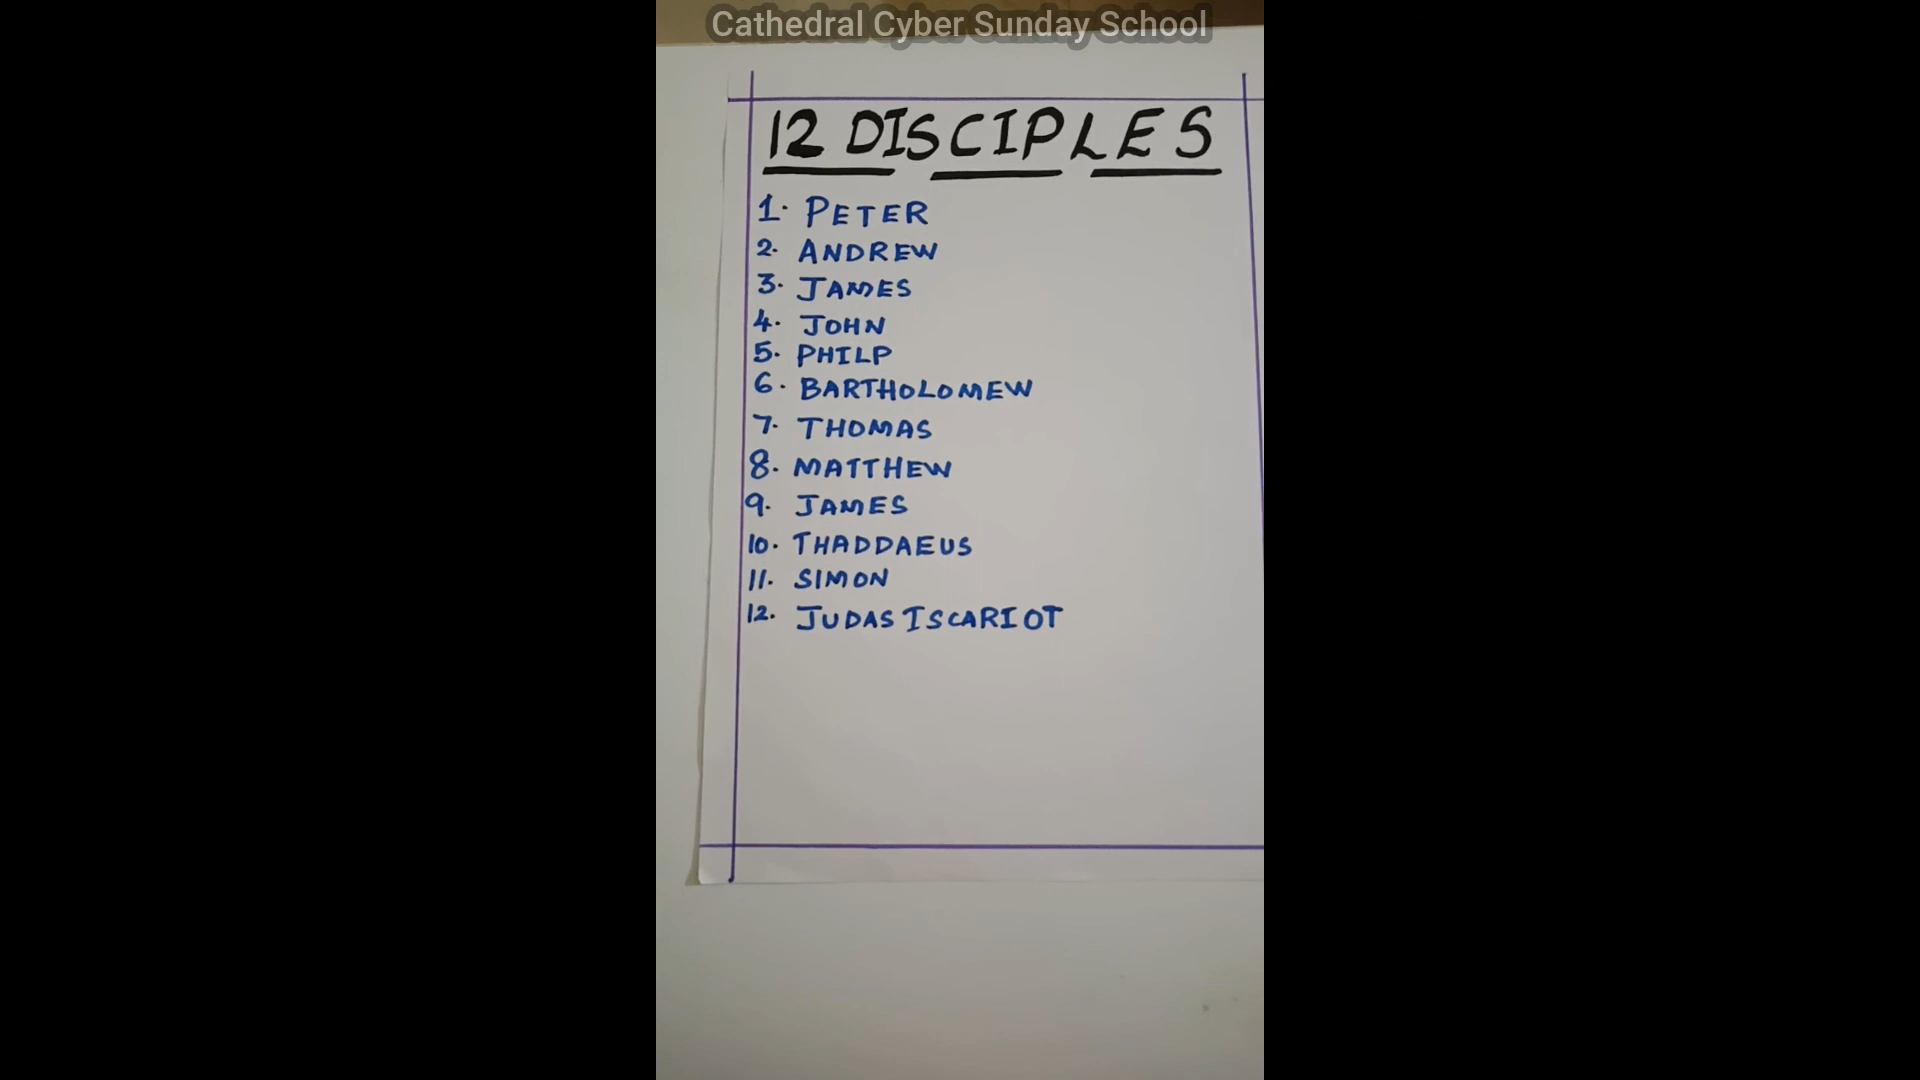 Cathedral Cyber Sunday School
12 DISCIPLES
1. PETER
2. ANDREW
3. JAMES
4. JOHN
5. PHILP
6. BARTHOLOMEW
7. THOMAS
8. MATTHEW
9. JAMES
10. THADDAEUS
11. SIMON
12. JUDAS ISCARIOT